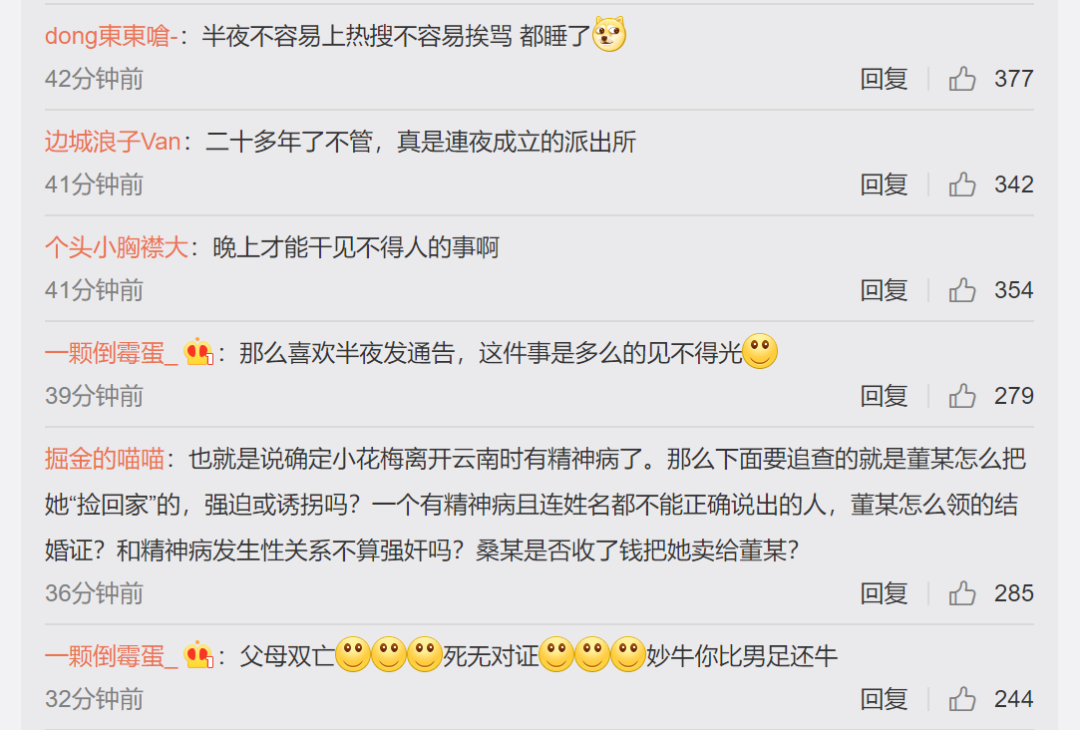 dong東東嗆-：半夜不容易上热搜不容易挨骂 都睡了
42分钟前 回复 377
边城浪子Van：二十多年了不管，真是連夜成立的派出所
41分钟前 回复 342
个头小胸襟大：晚上才能干见不得人的事啊
41分钟前 回复 354
一颗倒霉蛋_：那么喜欢半夜发通告，这件事是多么的见不得光
39分钟前 回复 279
掘金的喵喵：也就是说确定小花梅离开云南时有精神病了。那么下面要追查的就是董某怎么把
她“捡回家”的，强迫或诱拐吗？一个有精神病且连姓名都不能正确说出的人，董某怎么领的结
婚证？和精神病发生性关系不算强奸吗？桑某是否收了钱把她卖给董某？
36分钟前 回复 285
一颗倒霉蛋_：父母双亡死无对证妙牛你比男足还牛
32分钟前 回复 244